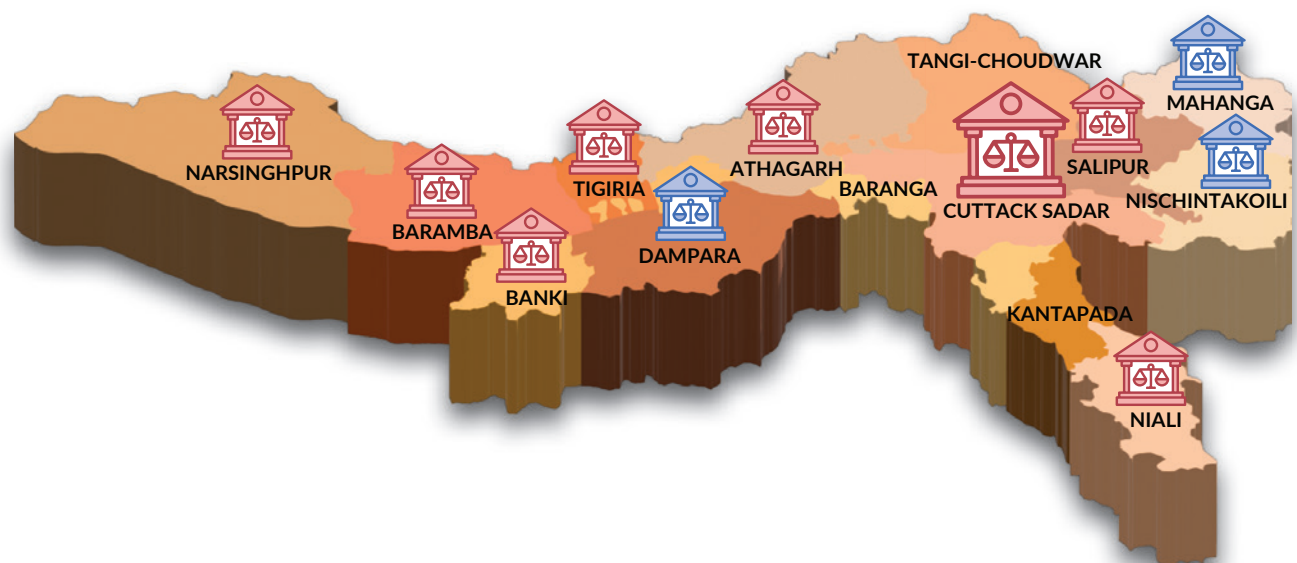 TANGI-CHOUDWAR
MAHANGA
NARSINGHPUR
ATHAGARH
SALIPUR
TIGIRIA
BARANGA
NISCHINTAKOILI
CUTTACK SADAR
BARAMBA
DAMPARA
BANKI
KANTAPADA
NIALI